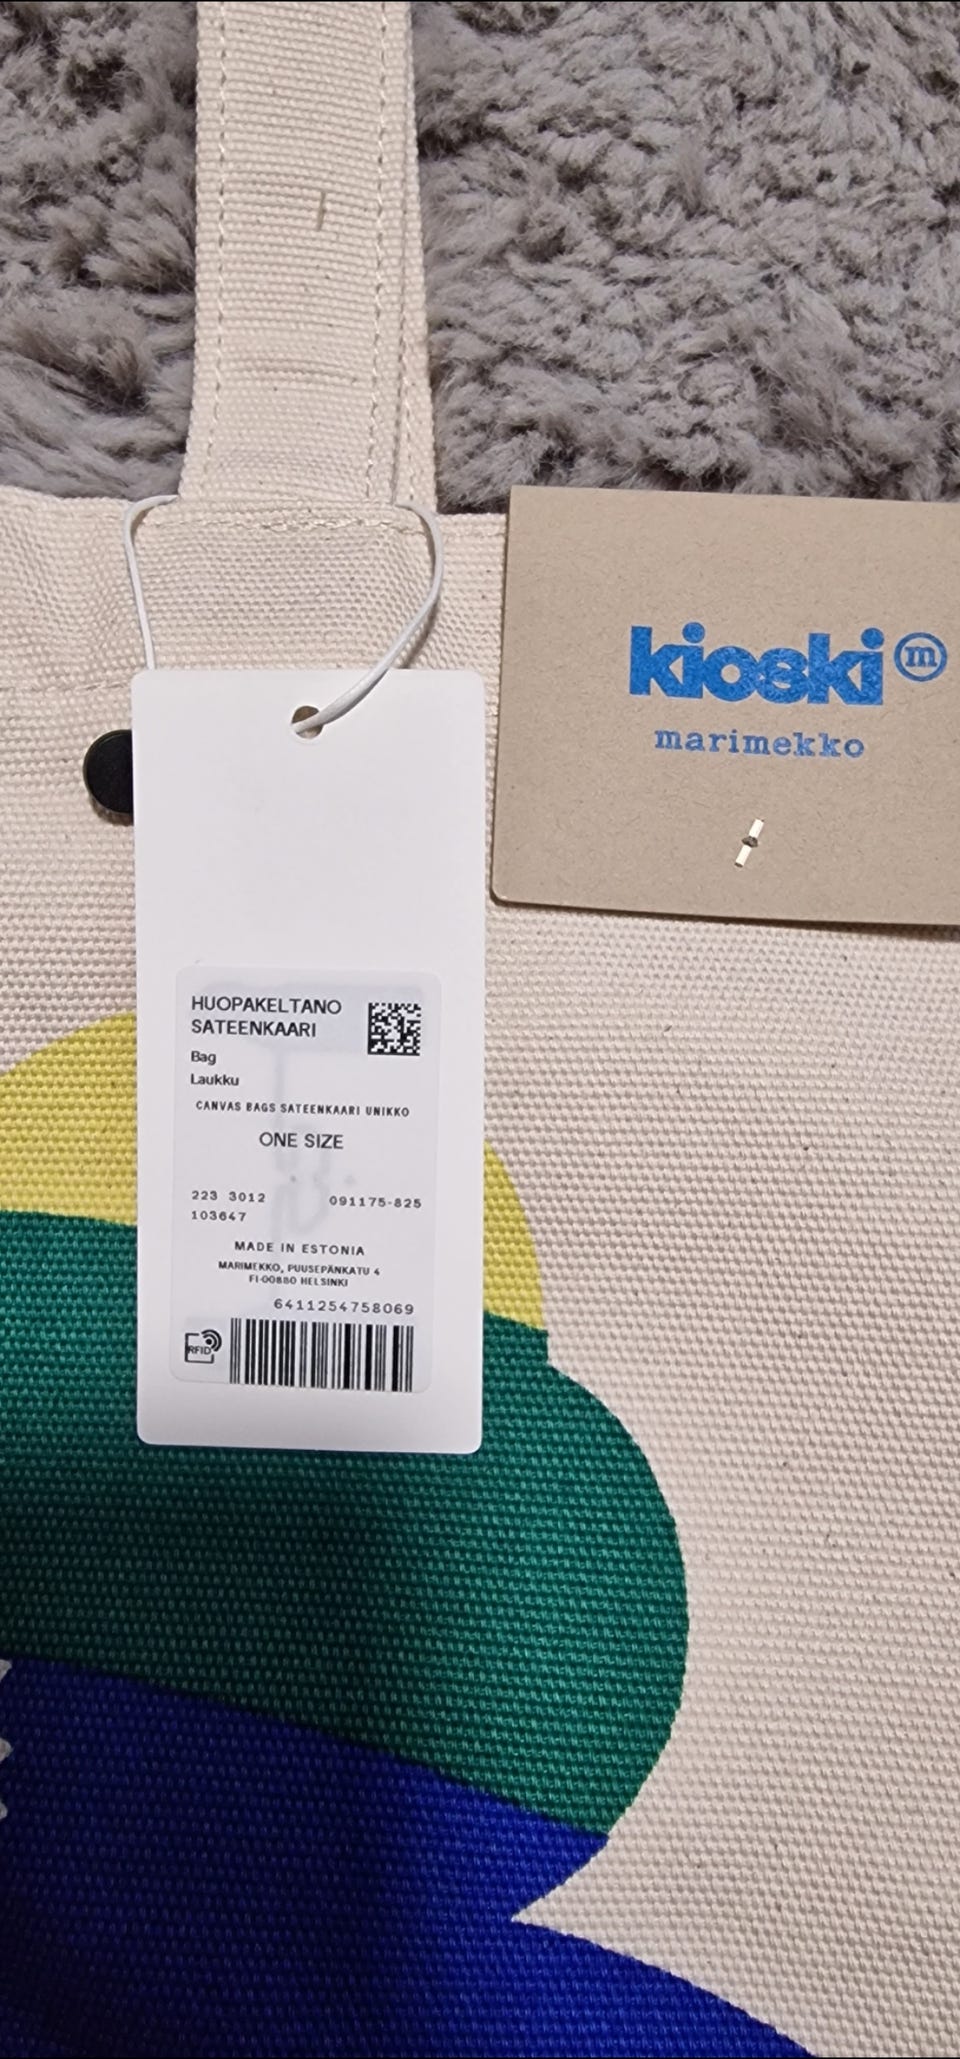 kioski m
marimekko
HUOPAKELTANO
SATEENKAARI
Bag
Laukku
CANVAS BAGS SATEENKAARI UNIKKO
ONE SIZE
223 3012
091175-825
103647
MADE IN ESTONIA
MARIMEKKO, PUUSEPÄNKATU 4
FI-00880 HELSINKI
6411254758069
RFID